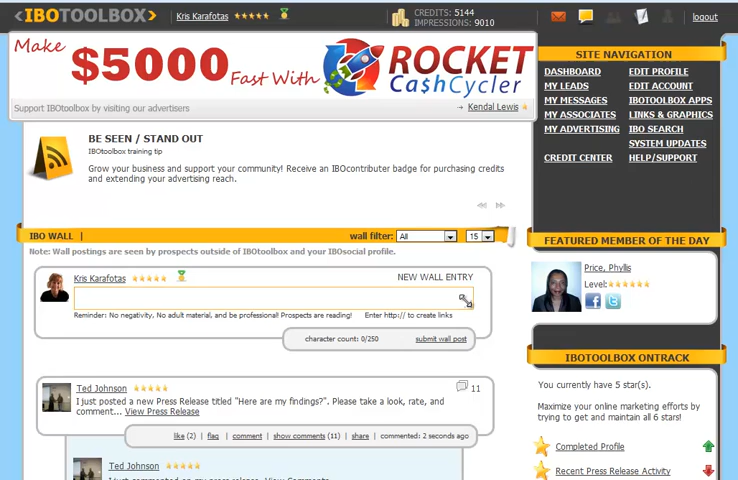 <IBOTOOLBOX>
Kris Karafotas
CREDITS: 5144
IMPRESSIONS: 9010
logout
Make $5000 Fast With ROCKET Ca$hCycler
Support IBOtoolbox by visiting our advertisers
→ Kendal Lewis
BE SEEN / STAND OUT
IBOtoolbox training tip
Grow your business and support your community! Receive an IBOcontributer badge for purchasing credits
and extending your advertising reach.
IBO WALL |
wall filter: All 15
Note: Wall postings are seen by prospects outside of IBOtoolbox and your IBOsocial profile.
Kris Karafotas
NEW WALL ENTRY
Reminder: No negativity, No adult material, and be professional! Prospects are reading! Enter http:// to create links
character count: 0/250
submit wall post
Ted Johnson
11
I just posted a new Press Release titled "Here are my findings?". Please take a look, rate, and
comment... View Press Release
like (2) | flag | comment | show comments (11) | share | commented: 2 seconds ago
Ted Johnson
I just commented on my press release. View Comments
SITE NAVIGATION
DASHBOARD EDIT PROFILE
MY LEADS EDIT ACCOUNT
MY MESSAGES IBOTOOLBOX APPS
MY ASSOCIATES LINKS & GRAPHICS
MY ADVERTISING IBO SEARCH
SYSTEM UPDATES
CREDIT CENTER HELP/SUPPORT
FEATURED MEMBER OF THE DAY
Price, Phyllis
Level:
IBOTOOLBOX ONTRACK
You currently have 5 star(s).
Maximize your online marketing efforts by
trying to get and maintain all 6 stars!
Completed Profile
Recent Press Release Activity